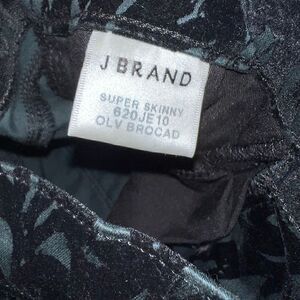 J BRAND
SUPER SKINNY
620JE10
OLV BROCAD